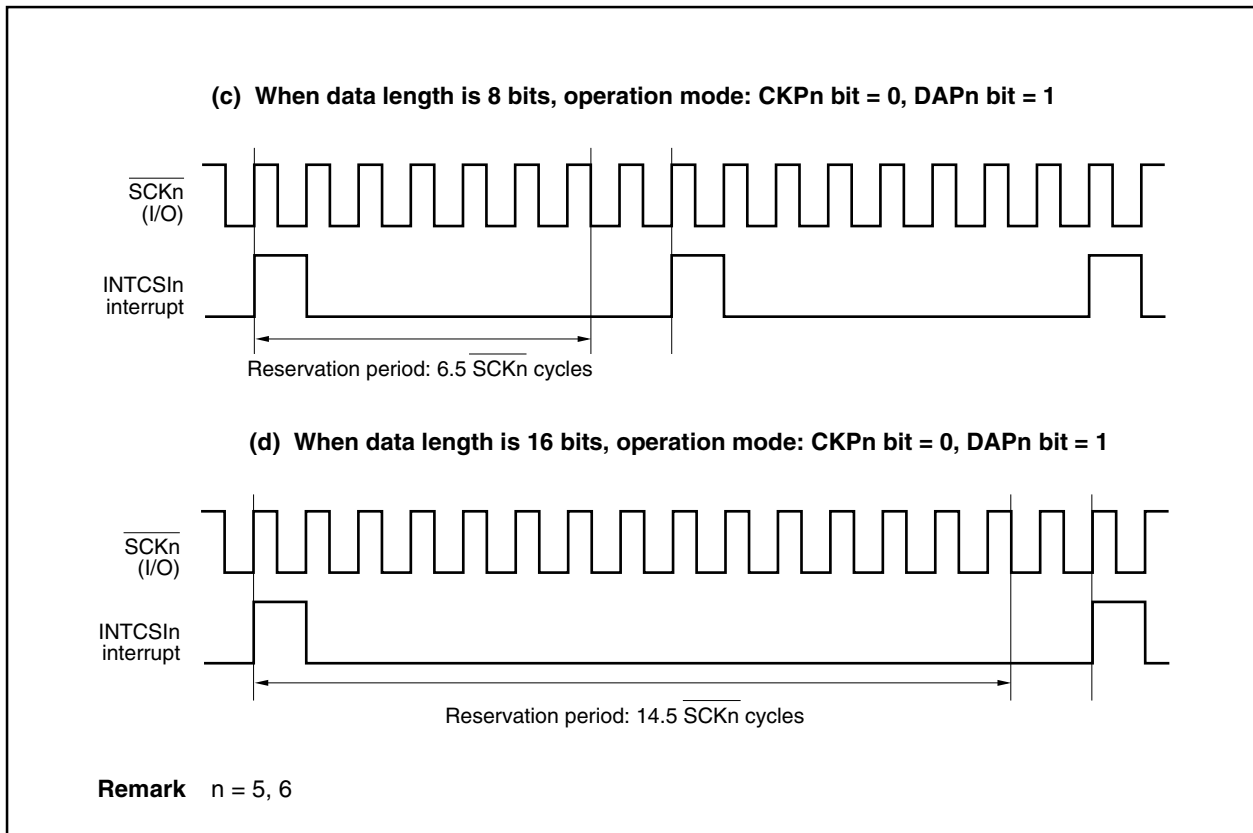 (c) When data length is 8 bits, operation mode: CKPn bit = 0, DAPn bit = 1
SCKn
(I/O)
INTCSIn
interrupt
Reservation period: 6.5 SCKn cycles
(d) When data length is 16 bits, operation mode: CKPn bit = 0, DAPn bit = 1
SCKn
(I/O)
INTCSIn
interrupt
Reservation period: 14.5 SCKn cycles
Remark n = 5, 6